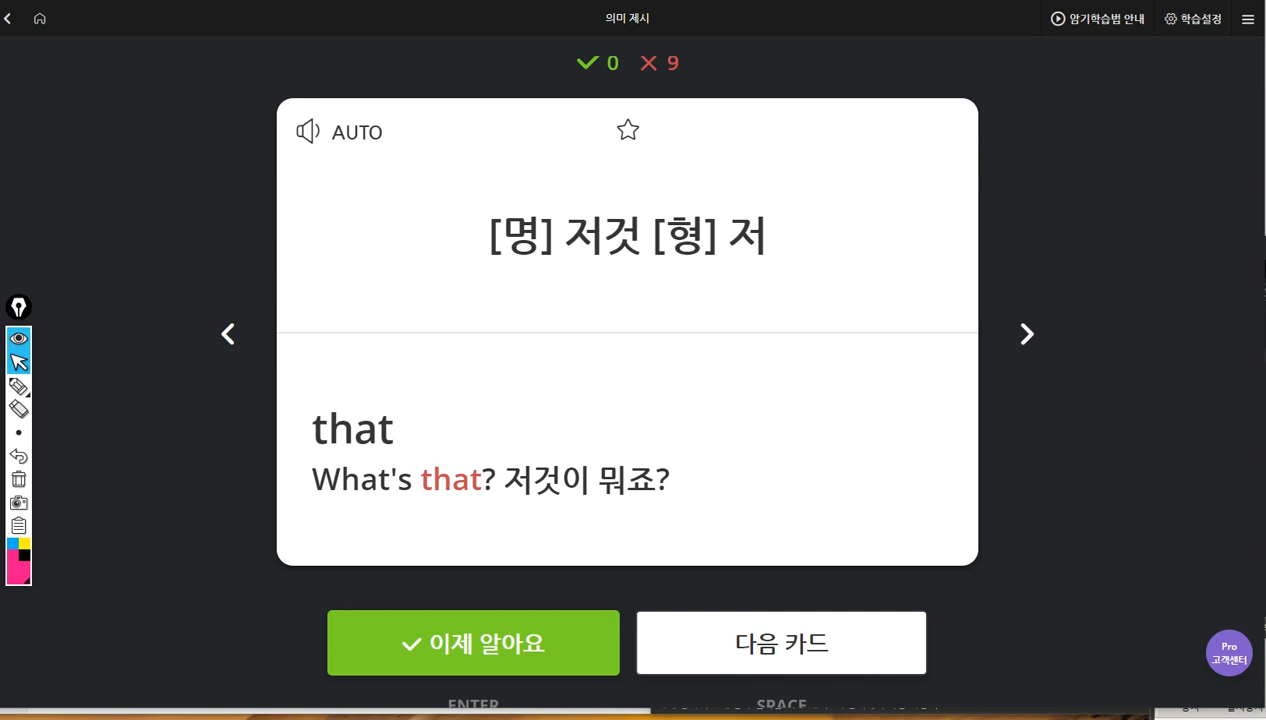 의미 제시
암기학습법 안내
학습설정
0 9
AUTO
[명] 저것 [형] 저
that
What's that? 저것이 뭐죠?
이제 알아요
다음 카드
Pro
고객센터
ENTER
SPACE